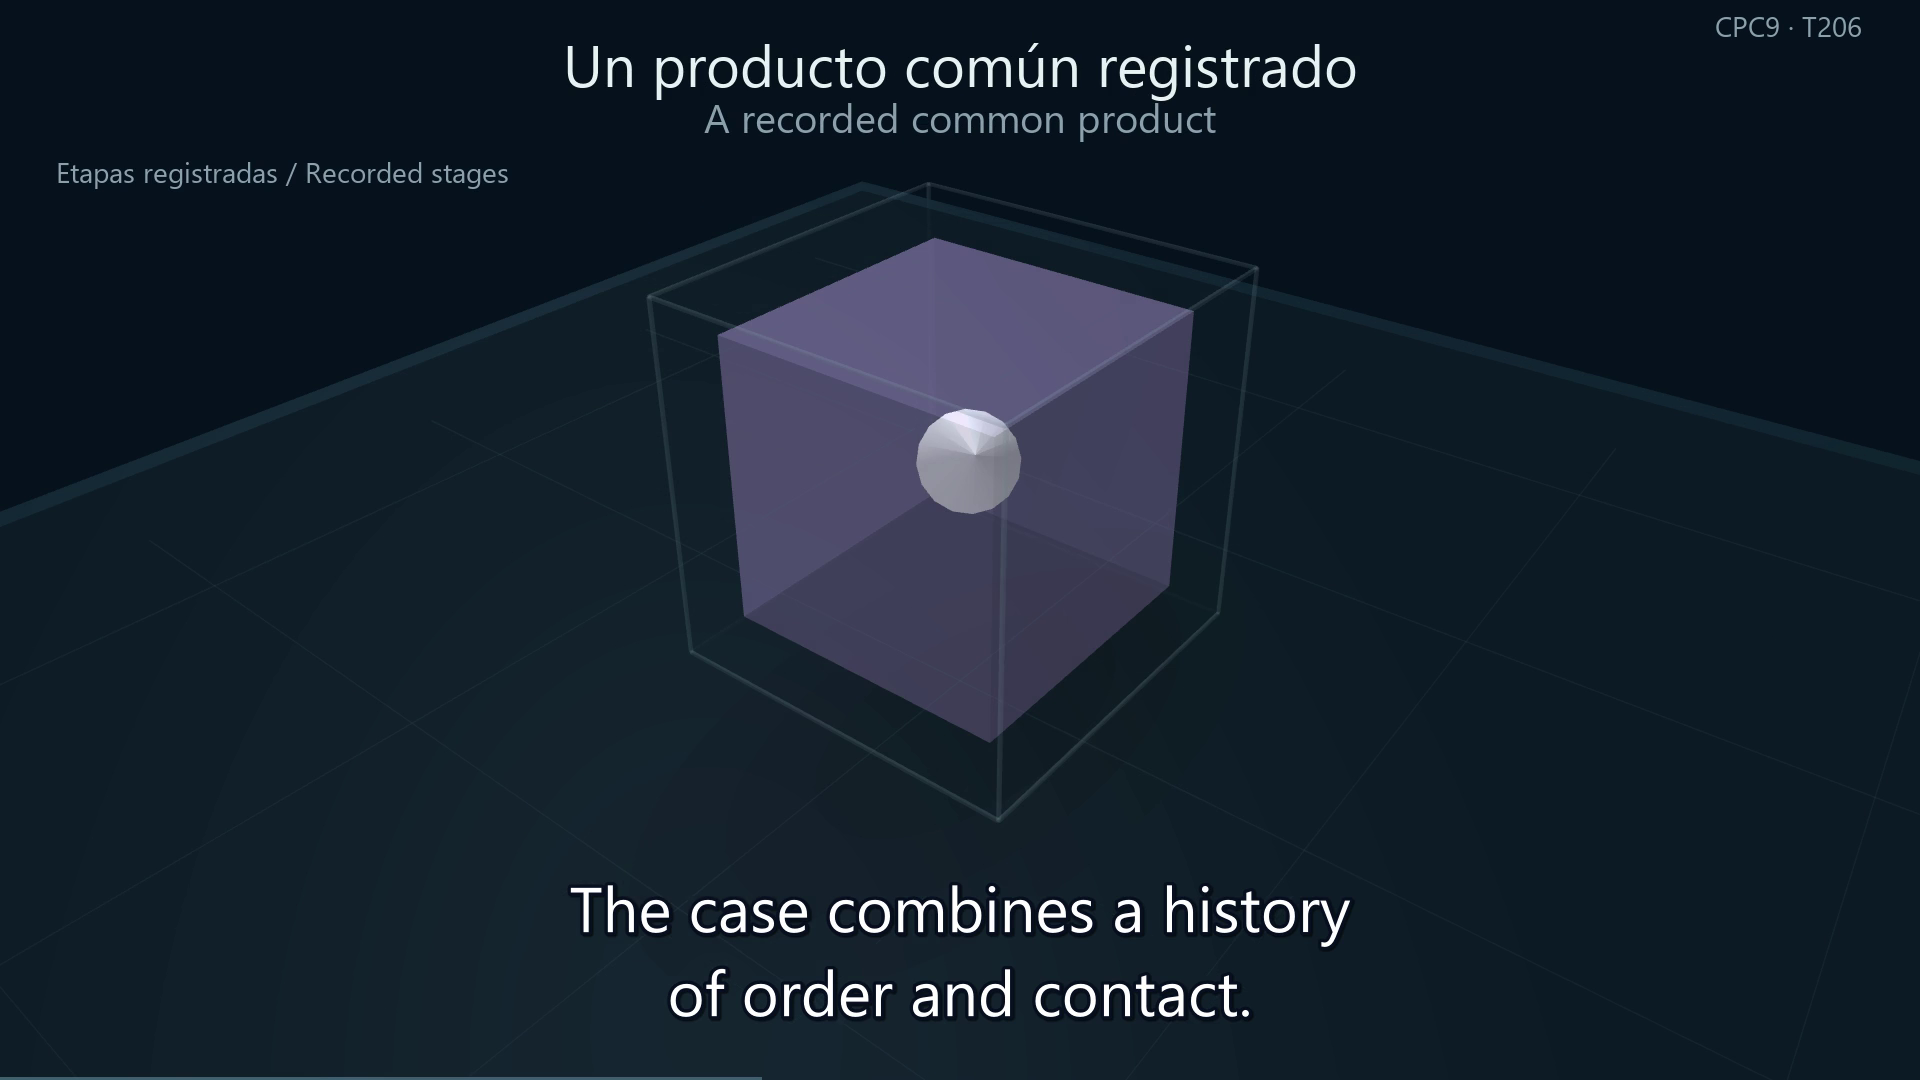 CPC9 · T206
Un producto común registrado
A recorded common product
Etapas registradas / Recorded stages
The case combines a history
of order and contact.